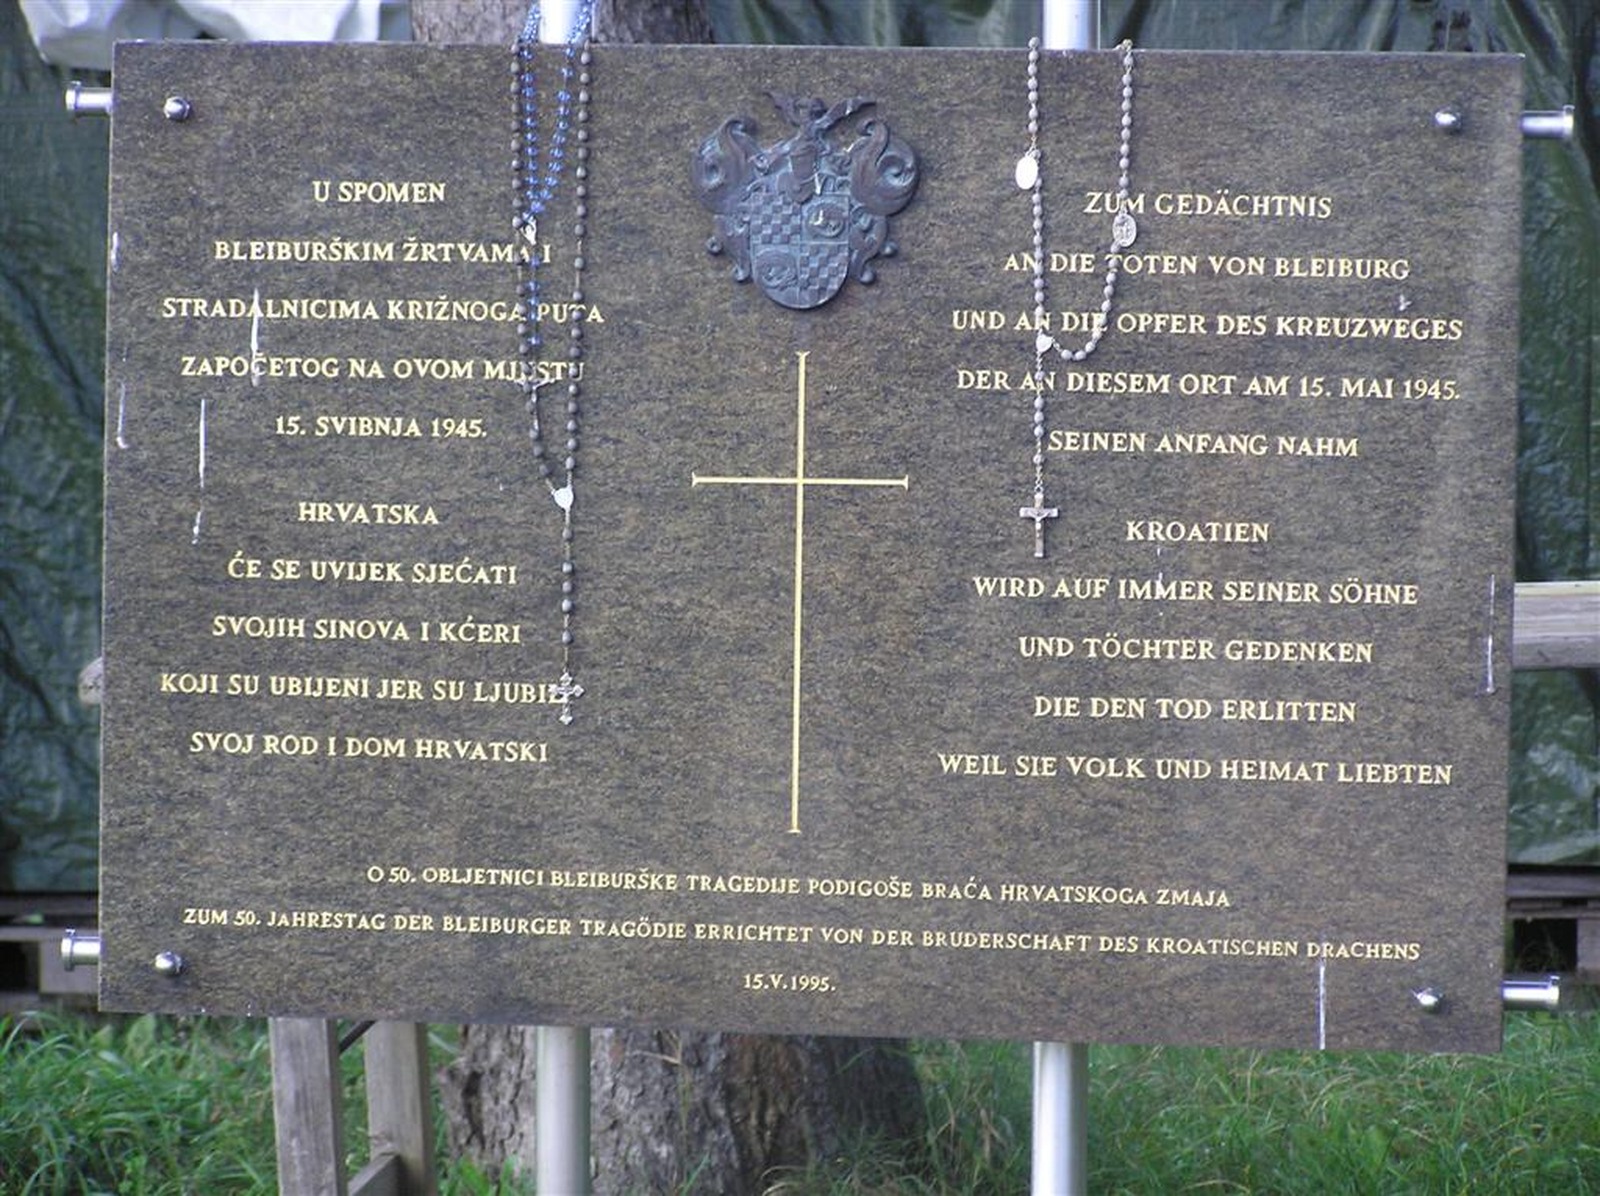 U SPOMEN
BLEIBURŠKIM ŽRTVAMA I
STRADALNICIMA KRIŽNOGA PUTA
ZAPOČETOG NA OVOM MJESTU
15. SVIBNJA 1945.
HRVATSKA
ĆE SE UVIJEK SJEĆATI
SVOJIH SINOVA I KĆERI
KOJI SU UBIJENI JER SU LJUBILI
SVOJ ROD I DOM HRVATSKI
ZUM GEDÄCHTNIS
AN DIE TOTEN VON BLEIBURG
UND AN DIE OPFER DES KREUZWEGES
DER AN DIESEM ORT AM 15. MAI 1945.
SEINEN ANFANG NAHM
KROATIEN
WIRD AUF IMMER SEINER SÖHNE
UND TÖCHTER GEDENKEN
DIE DEN TOD ERLITTEN
WEIL SIE VOLK UND HEIMAT LIEBTEN
O 50. OBLJETNICI BLEIBURŠKE TRAGEDIJE PODIGOŠE BRAĆA HRVATSKOGA ZMAJA
ZUM 50. JAHRESTAG DER BLEIBURGER TRAGÖDIE ERRICHTET VON DER BRUDERSCHAFT DES KROATISCHEN DRACHENS
15.V.1995.